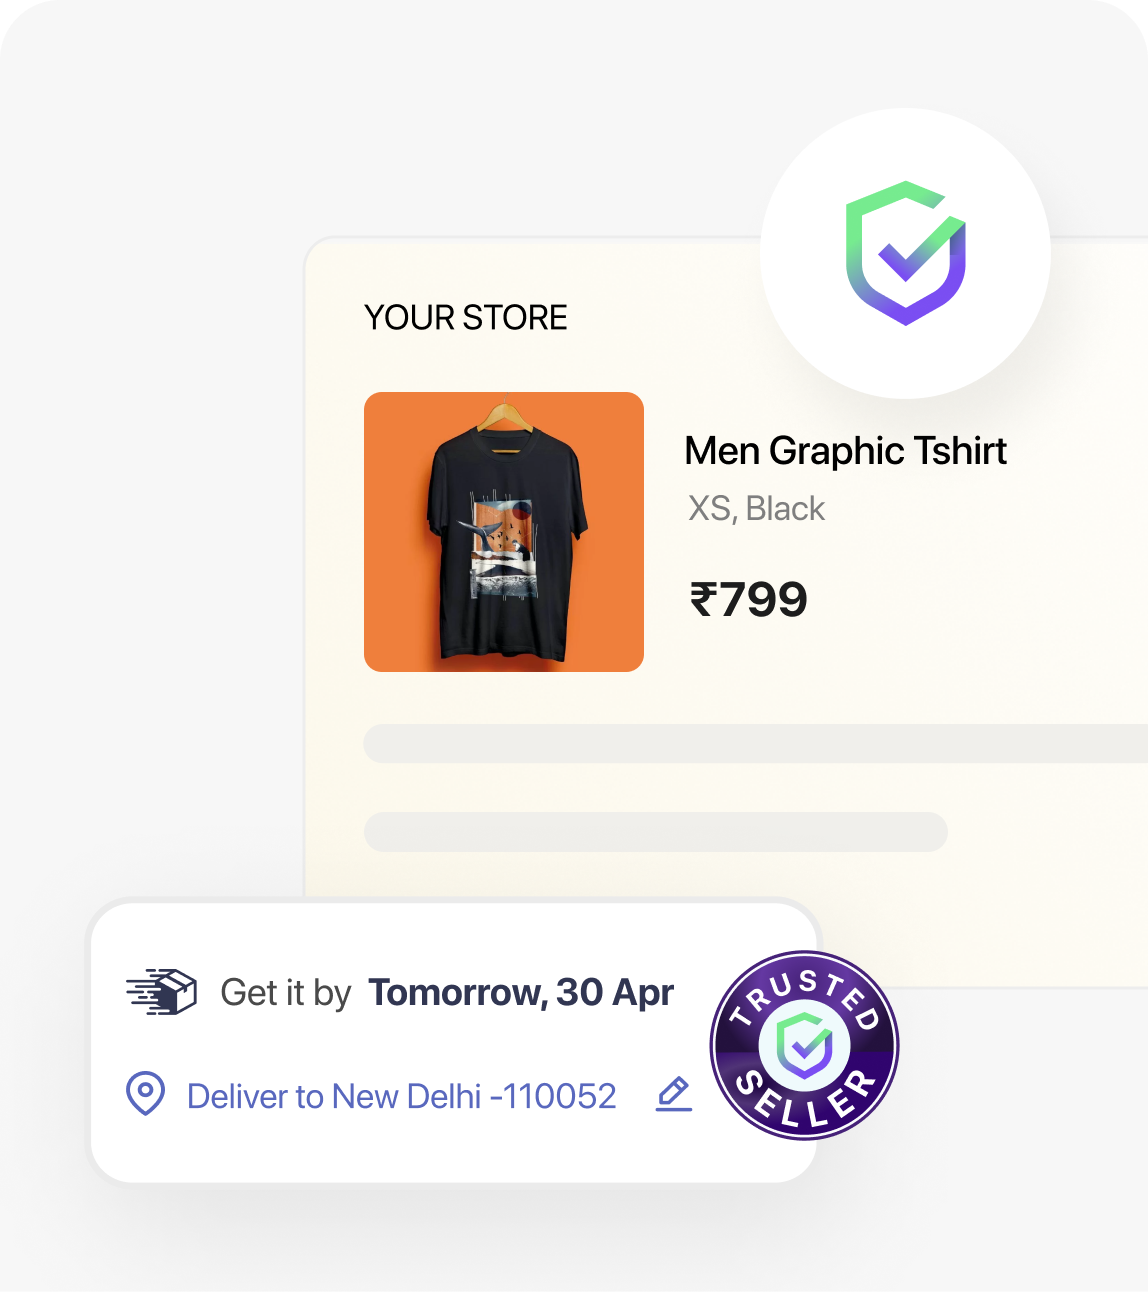 YOUR STORE
Men Graphic Tshirt
XS, Black
₹799
Get it by Tomorrow, 30 Apr
Deliver to New Delhi -110052
TRUSTED
SELLER